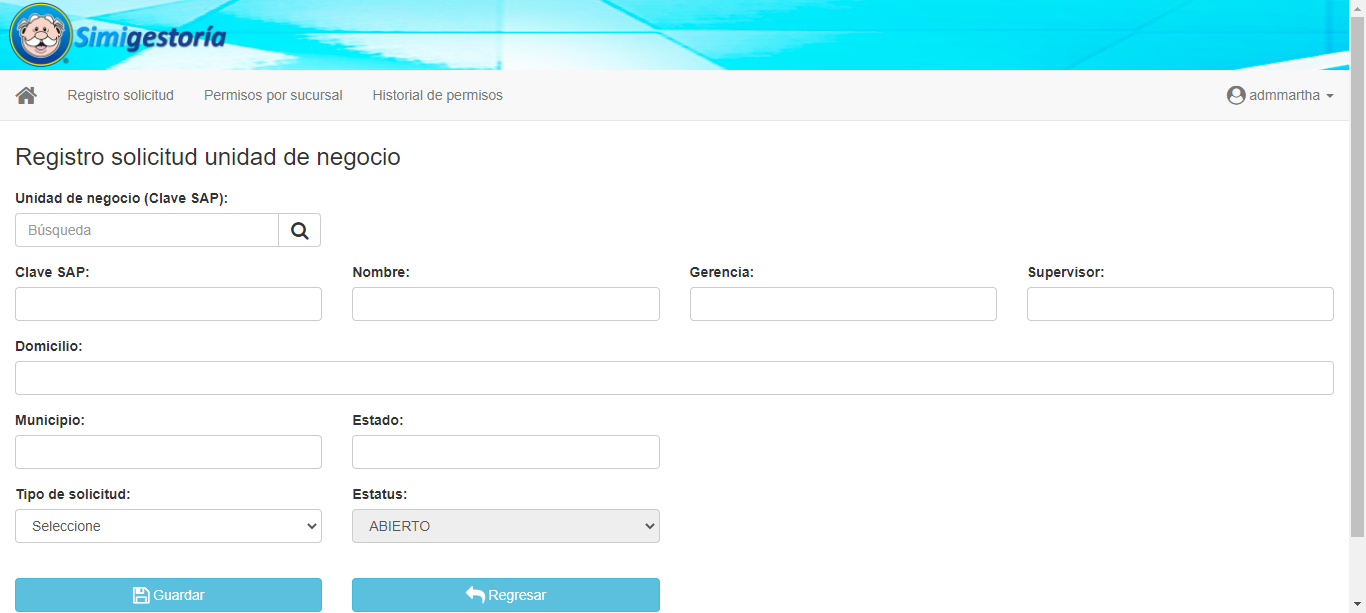 Simigestoría
Registro solicitud Permisos por sucursal Historial de permisos admmartha
Registro solicitud unidad de negocio
Unidad de negocio (Clave SAP):
Búsqueda
Clave SAP: Nombre: Gerencia: Supervisor:
Domicilio:
Municipio: Estado:
Tipo de solicitud: Estatus:
Seleccione ABIERTO
Guardar Regresar